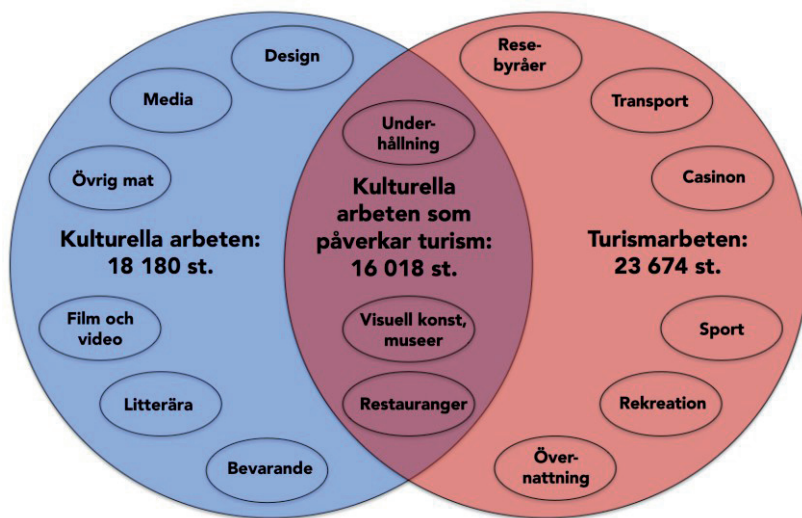 Design
Media
Övrig mat
Kulturella arbeten:
18 180 st.
Film och
video
Litterära
Bevarande
Under-
hållning
Kulturella
arbeten som
påverkar turism:
16 018 st.
Visuell konst,
museer
Restauranger
Rese-
byråer
Transport
Casinon
Turismarbeten:
23 674 st.
Sport
Rekreation
Över-
nattning